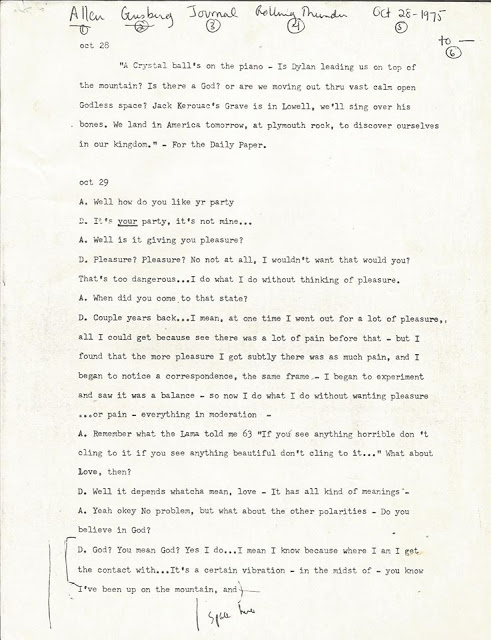 Allen Ginsberg Journal Rolling Thunder Oct 28-1975
① ② ③ ④ ⑤ to — ⑥
oct 28
"A Crystal ball's on the piano - Is Dylan leading us on top of
the mountain? Is there a God? or are we moving out thru vast calm open
Godless space? Jack Kerouac's Grave is in Lowell, we'll sing over his
bones. We land in America tomorrow, at plymouth rock, to discover ourselves
in our kingdom." - For the Daily Paper.
oct 29
A. Well how do you like yr party
D. It's your party, it's not mine...
A. Well is it giving you pleasure?
D. Pleasure? Pleasure? No not at all, I wouldn't want that would you?
That's too dangerous...I do what I do without thinking of pleasure.
A. When did you come to that state?
D. Couple years back...I mean, at one time I went out for a lot of pleasure,
all I could get because see there was a lot of pain before that - but I
found that the more pleasure I got subtly there was as much pain, and I
began to notice a correspondence, the same frame - I began to experiment
and saw it was a balance - so now I do what I do without wanting pleasure
...or pain - everything in moderation -
A. Remember what the Lama told me 63 "If you see anything horrible don 't
cling to it if you see anything beautiful don't cling to it..." What about
love, then?
D. Well it depends whatcha mean, love - It has all kind of meanings -
A. Yeah okey No problem, but what about the other polarities - Do you
believe in God?
D. God? You mean God? Yes I do...I mean I know because where I am I get
the contact with...It's a certain vibration - in the midst of - you know
I've been up on the mountain, and -